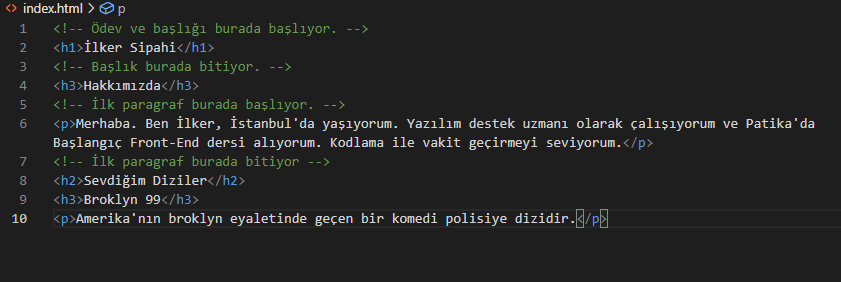 index.html > p
1 <!-- Ödev ve başlığı burada başlıyor. -->
2 <h1>İlker Sipahi</h1>
3 <!-- Başlık burada bitiyor. -->
4 <h3>Hakkımızda</h3>
5 <!-- İlk paragraf burada başlıyor. -->
6 <p>Merhaba. Ben İlker, İstanbul'da yaşıyorum. Yazılım destek uzmanı olarak çalışıyorum ve Patika'da
Başlangıç Front-End dersi alıyorum. Kodlama ile vakit geçirmeyi seviyorum.</p>
7 <!-- İlk paragraf burada bitiyor -->
8 <h2>Sevdiğim Diziler</h2>
9 <h3>Broklyn 99</h3>
10 <p>Amerika'nın broklyn eyaletinde geçen bir komedi polisiye dizidir.</p>